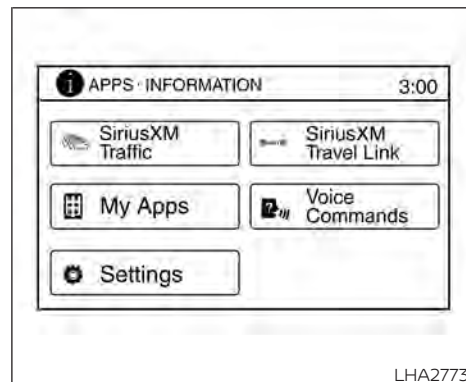 i APPS · INFORMATION 3:00
SiriusXM
Traffic
SiriusXM
Travel Link
My Apps
Voice
Commands
Settings
LHA2773